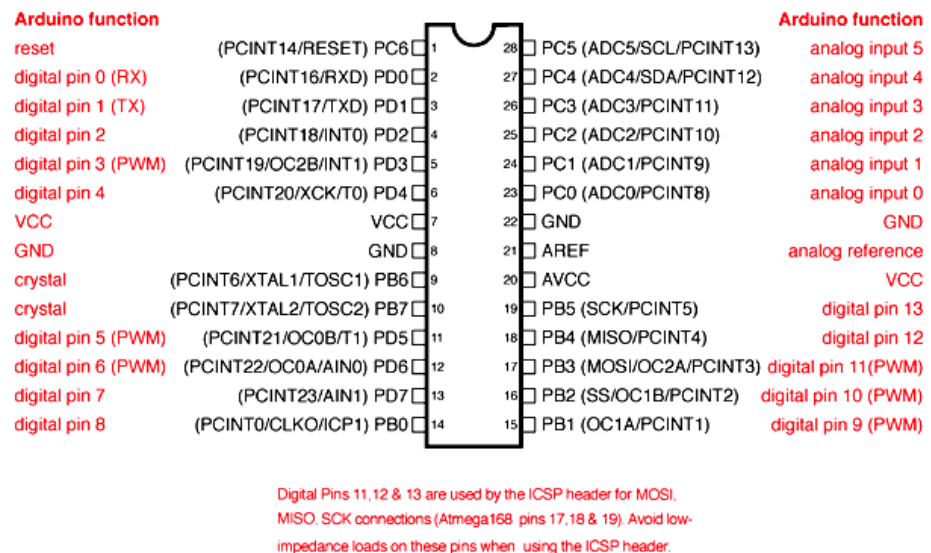 Arduino function Arduino function
reset (PCINT14/RESET) PC6 1 28 PC5 (ADC5/SCL/PCINT13) analog input 5
digital pin 0 (RX) (PCINT16/RXD) PD0 2 27 PC4 (ADC4/SDA/PCINT12) analog input 4
digital pin 1 (TX) (PCINT17/TXD) PD1 3 26 PC3 (ADC3/PCINT11) analog input 3
digital pin 2 (PCINT18/INT0) PD2 4 25 PC2 (ADC2/PCINT10) analog input 2
digital pin 3 (PWM) (PCINT19/OC2B/INT1) PD3 5 24 PC1 (ADC1/PCINT9) analog input 1
digital pin 4 (PCINT20/XCK/T0) PD4 6 23 PC0 (ADC0/PCINT8) analog input 0
VCC VCC 7 22 GND GND
GND GND 8 21 AREF analog reference
crystal (PCINT6/XTAL1/TOSC1) PB6 9 20 AVCC VCC
crystal (PCINT7/XTAL2/TOSC2) PB7 10 19 PB5 (SCK/PCINT5) digital pin 13
digital pin 5 (PWM) (PCINT21/OC0B/T1) PD5 11 18 PB4 (MISO/PCINT4) digital pin 12
digital pin 6 (PWM) (PCINT22/OC0A/AIN0) PD6 12 17 PB3 (MOSI/OC2A/PCINT3) digital pin 11(PWM)
digital pin 7 (PCINT23/AIN1) PD7 13 16 PB2 (SS/OC1B/PCINT2) digital pin 10 (PWM)
digital pin 8 (PCINT0/CLKO/ICP1) PB0 14 15 PB1 (OC1A/PCINT1) digital pin 9 (PWM)
Digital Pins 11,12 & 13 are used by the ICSP header for MOSI,
MISO, SCK connections (Atmega168 pins 17,18 & 19). Avoid low-
impedance loads on these pins when using the ICSP header.